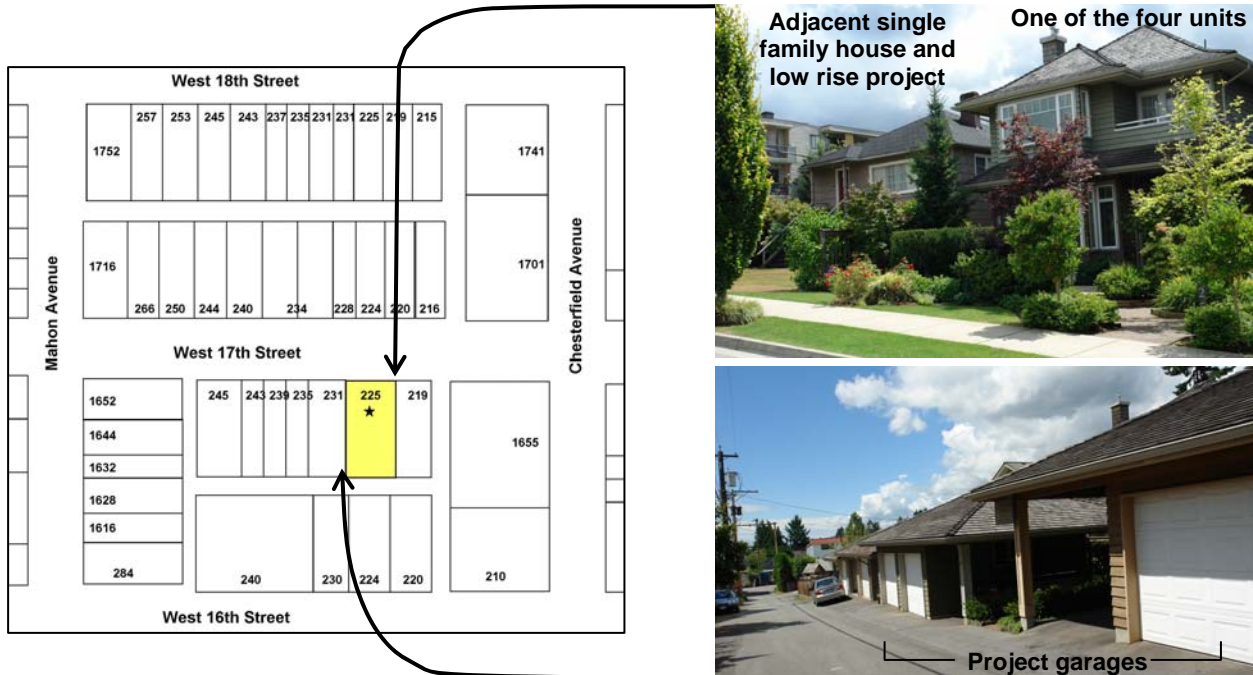 Adjacent single
family house and
low rise project
One of the four units
West 18th Street
257 253 245 243 237 235 231 231 225 219 215
1752
1741
1716
1701
266 250 244 240 234 228 224 220 216
Mahon Avenue
Chesterfield Avenue
West 17th Street
1652
245 243 239 235 231 225 219
1644
1655
1632
1628
1616
284
240 230 224 220
210
West 16th Street
Project garages